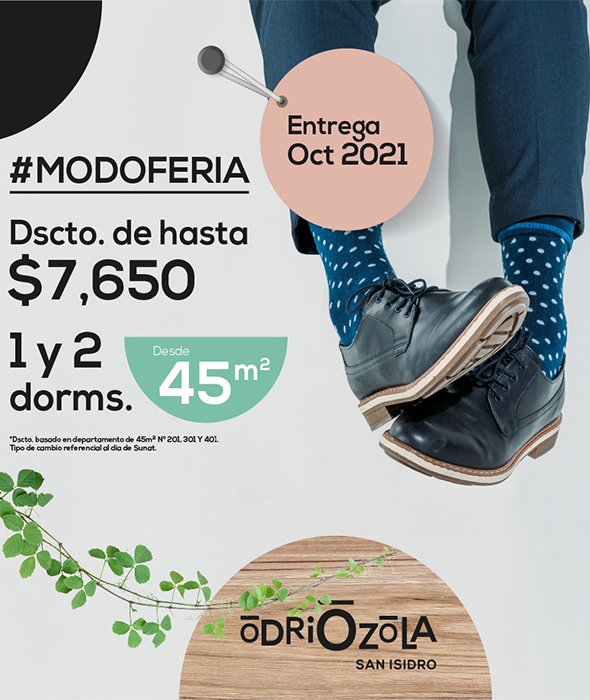 Entrega
Oct 2021
#MODOFERIA
Dscto. de hasta
$7,650
1 y 2
dorms.
Desde
45m²
*Dscto. basado en departamento de 45m² N° 201, 301 Y 401.
Tipo de cambio referencial al día de Sunat.
ODRIOZOLA
SAN ISIDRO